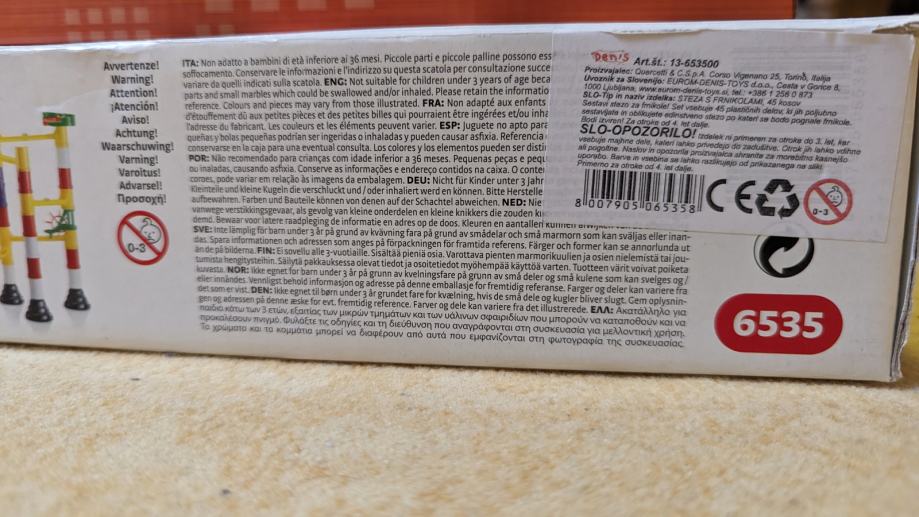 Avvertenze!
Warning!
Attention!
¡Atención!
Aviso!
Achtung!
Waarschuwing!
Varning!
Varoitus!
Advarsel!
Προσοχή!
0-3
ITA: Non adatto a bambini di età inferiore ai 36 mesi. Piccole parti e piccole palline possono ess
soffocamento. Conservare le informazioni e l'indirizzo su questa scatola per consultazione succe
variare da quelli indicati sulla scatola. ENG: Not suitable for children under 3 years of age beca
parts and small marbles which could be swallowed and/or inhaled. Please retain the informatio
reference. Colours and pieces may vary from those illustrated. FRA: Non adapté aux enfants
d'étouffement dû aux petites pièces et des petites billes qui pourraient être ingérées et/ou inha
l'adresse du fabricant. Les couleurs et les éléments peuvent varier. ESP: Juguete no apto para
queñas y bolas pequeñas podrían ser ingeridas o inhaladas y pueden causar asfixia. Referencia
conservarse en la caja para una eventual consulta. Los colores y los elementos pueden ser distin
POR: Não recomendado para crianças com idade inferior a 36 meses. Pequenas peças e peq
ou inaladas, causando asfixia. Conserve as informações e endereço contidos na caixa. O conten
coroes, pode variar em relação às imagens da embalagem. DEU: Nicht für Kinder unter 3 Jahr
Kleinteile und kleine Kugeln die verschluckt und / oder inhaliert werden können. Bitte Herstelle
aufbewahren. Farben und Bauteile können von denen auf der Schachtel abweichen. NED: Nie
vanwege verstikkingsgevaar, als gevolg van kleine onderdelen en kleine knikkers die zouden ki
demd. Bewaar voor latere raadpleging de informatie en adres op de doos. Kleuren en aantallen kunnen
SVE: Inte lämplig för barn under 3 år på grund av kvävning fara på grund av smådelar och små marmorn som kan sväljas eller inan-
das. Spara informationen och adressen som anges på förpackningen för framtida referens. Färger och former kan se annorlunda ut
än de på bilderna. FIN: Ei sovellu alle 3-vuotiaille. Sisältää pieniä osia. Varottava pienten marmorikuulien ja osien nielemistä tai jou-
tumista hengitysteihin. Säilytä pakkauksessa olevat tiedot ja osoitetiedot myöhempää käyttöä varten. Tuotteen värit voivat poiketa
kuvasta. NOR: Ikke egnet for barn under 3 år på grunn av kvelningsfare på grunn av små deler og små kulene som kan svelges og /
eller inhaleres. Vennligst behold informasjon og adresse på denne emballasje for fremtidig referanse. Farger og deler kan variere fra
det som er vist. DEN: Ikke egnet til børn under 3 år grundet fare for kvælning, hvis de små dele og kugler bliver slugt. Gem oplysnin-
gen og adressen på denne æske for evt. fremtidig reference. Farver og dele kan variere fra det illustrerede. ΕΛΛ: Ακατάλληλο για
παιδιά κάτω των 3 ετών, εξαιτίας των μικρών τμημάτων και των υάλινων σφαιριδίων που μπορούν να καταποθούν και να
προκαλέσουν πνιγμό. Φυλάξτε τις οδηγίες και τη διεύθυνση που αναγράφονται στη συσκευασία για μελλοντική χρήση.
Τα χρώματα και τα κομμάτια μπορεί να διαφέρουν από αυτά που εμφανίζονται στη φωτογραφία της συσκευασίας.
Denis Art.št.: 13-653500
Proizvajalec: Quercetti & C.S.p.A. Corso Vigevano 25, Torino, Italija
Uvoznik za Slovenijo: EUROM-DENIS-TOYS d.o.o., Cesta v Gorice 8,
1000 Ljubljana, www.eurom-denis-toys.si, tel.: +386 1 256 0 873
SLO-Tip in naziv izdelka: STEZA S FRNIKOLAMI, 45 kosov
Sestavi stezo za frnikole! Set vsebuje 45 plastičnih delov, ki jih poljubno
sestavljate in oblikujete edinstveno stezo po kateri se bodo pognale frnikole.
Bodi izviren! Za otroke od 4. let dalje.
SLO-OPOZORILO! Izdelek ni primeren za otroke do 3. let, ker
vsebuje majhne dele, kateri lahko privedejo do zadušitve. Otrok jih lahko vdihne
ali pogoltne. Naslov in opozorila proizvajalca shranite za morebitno kasnejšo
uporabo. Barve in vsebina se lahko razlikujejo od prikazanega na sliki.
Primerno za otroke od 4. let dalje.
8 007905 065358
CE
0-3
6535